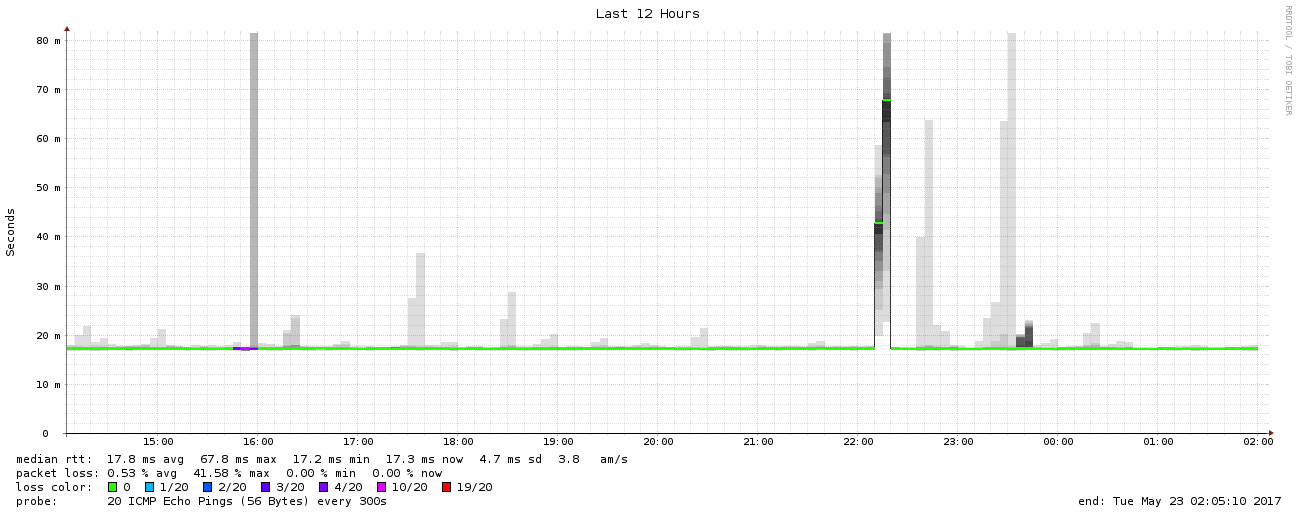 Last 12 Hours
RRDTOOL / TOBI OETIKER
Seconds
80 m
70 m
60 m
50 m
40 m
30 m
20 m
10 m
0
15:00 16:00 17:00 18:00 19:00 20:00 21:00 22:00 23:00 00:00 01:00 02:00
median rtt: 17.8 ms avg 67.8 ms max 17.2 ms min 17.3 ms now 4.7 ms sd 3.8 am/s
packet loss: 0.53 % avg 41.58 % max 0.00 % min 0.00 % now
loss color: 0 1/20 2/20 3/20 4/20 10/20 19/20
probe: 20 ICMP Echo Pings (56 Bytes) every 300s end: Tue May 23 02:05:10 2017